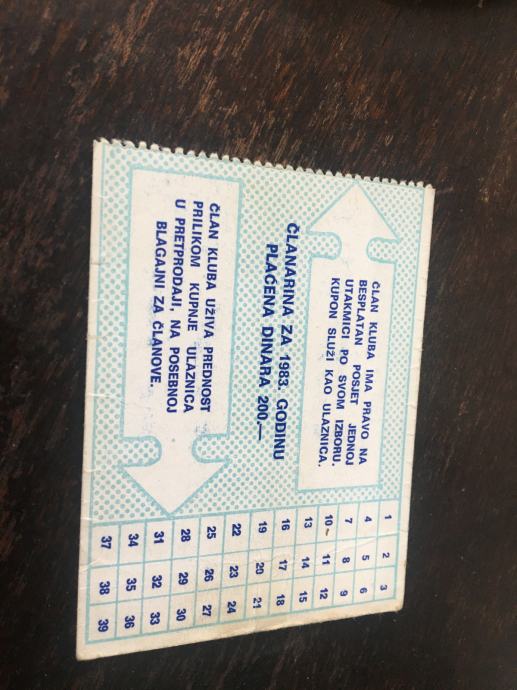 ČLAN KLUBA IMA PRAVO NA
BESPLATAN POSJET JEDNOJ
UTAKMICI PO SVOM IZBORU.
KUPON SLUŽI KAO ULAZNICA.
ČLANARINA ZA 1983. GODINU
PLAĆENA DINARA 200,—
ČLAN KLUBA UŽIVA PREDNOST
PRILIKOM KUPNJE ULAZNICA
U PRETPRODAJI, NA POSEBNOJ
BLAGAJNI ZA ČLANOVE.
1 2 3
4 5 6
7 8 9
10 11 12
13 14 15
16 17 18
19 20 21
22 23 24
25 26 27
28 29 30
31 32 33
34 35 36
37 38 39